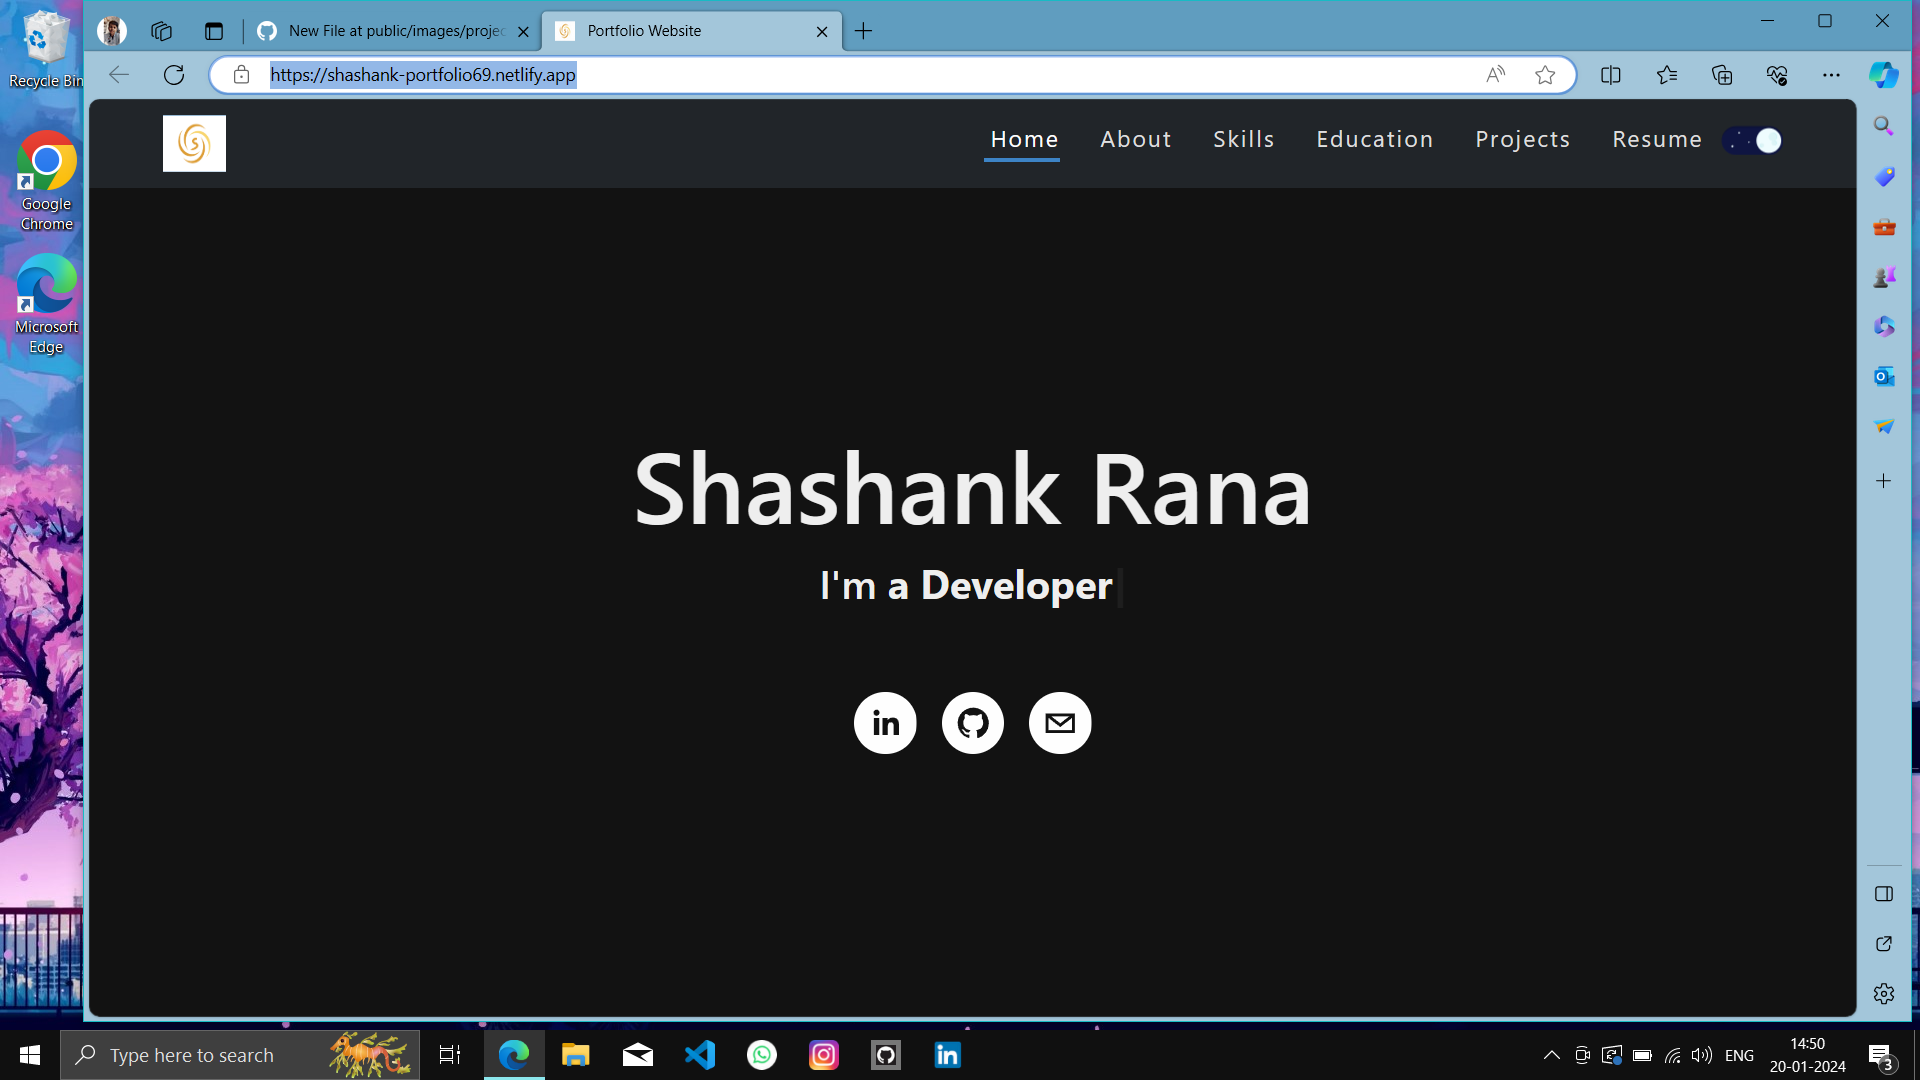 Recycle Bin
Google
Chrome
Microsoft
Edge
New File at public/images/projec
Portfolio Website
https://shashank-portfolio69.netlify.app
Home About Skills Education Projects Resume
Shashank Rana
I'm a Developer
Type here to search
ENG
14:50
20-01-2024
3